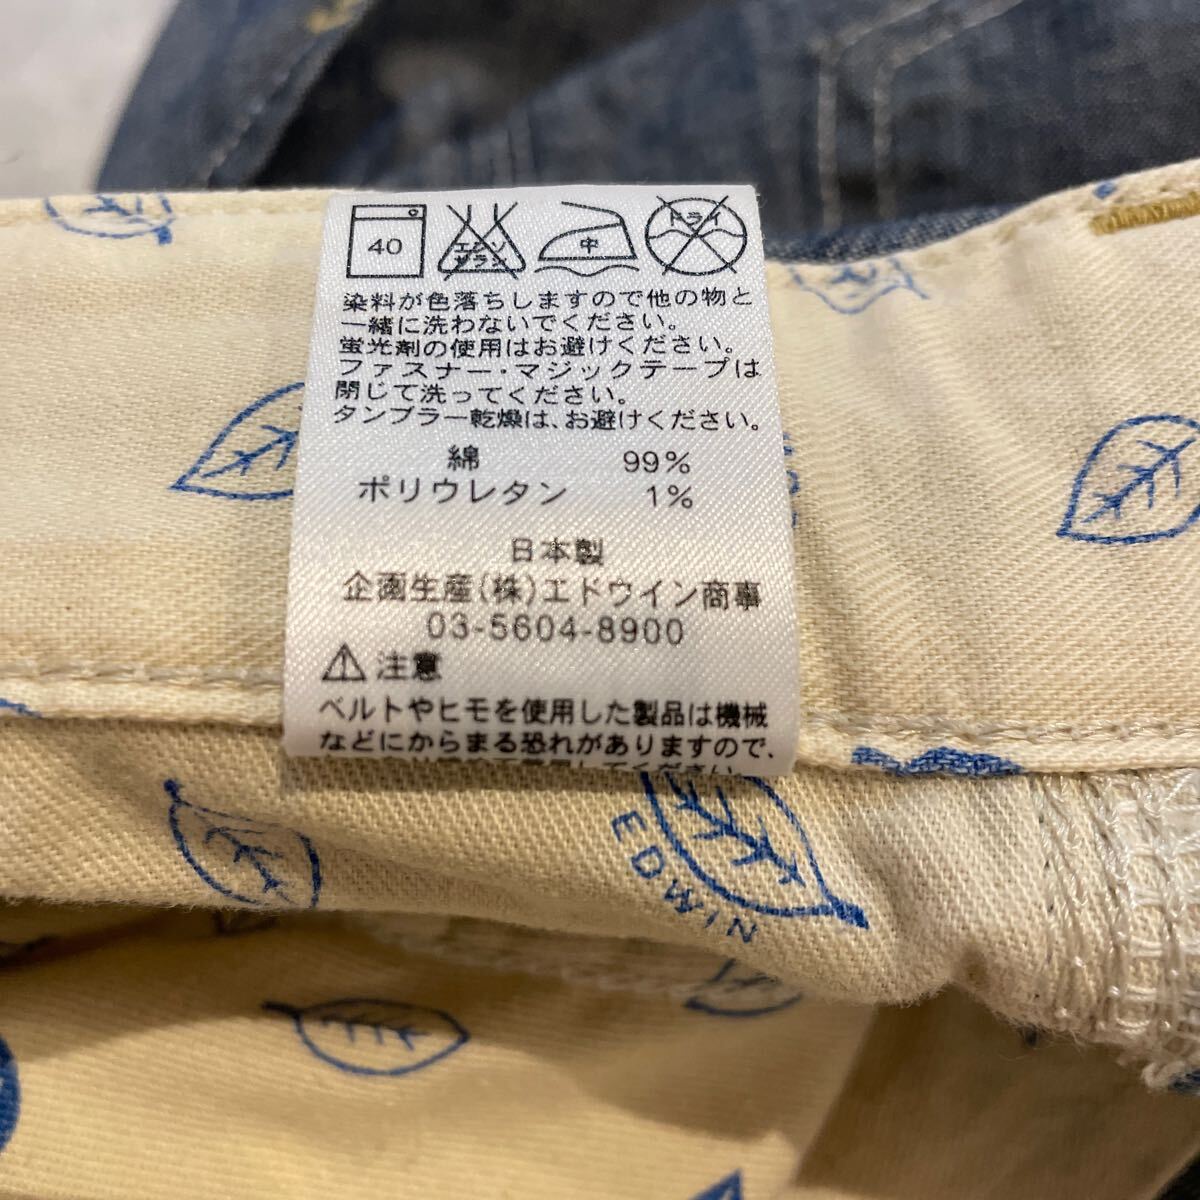 40
エンソ
サラシ
中
ドライ
染料が色落ちしますので他の物と
一緒に洗わないでください。
蛍光剤の使用はお避けください。
ファスナー・マジックテープは
閉じて洗ってください。
タンブラー乾燥は、お避けください。
綿 99%
ポリウレタン 1%
日本製
企画生産(株)エドウイン商事
03-5604-8900
注意
ベルトやヒモを使用した製品は機械
などにからまる恐れがありますので、
してください。
EDWIN